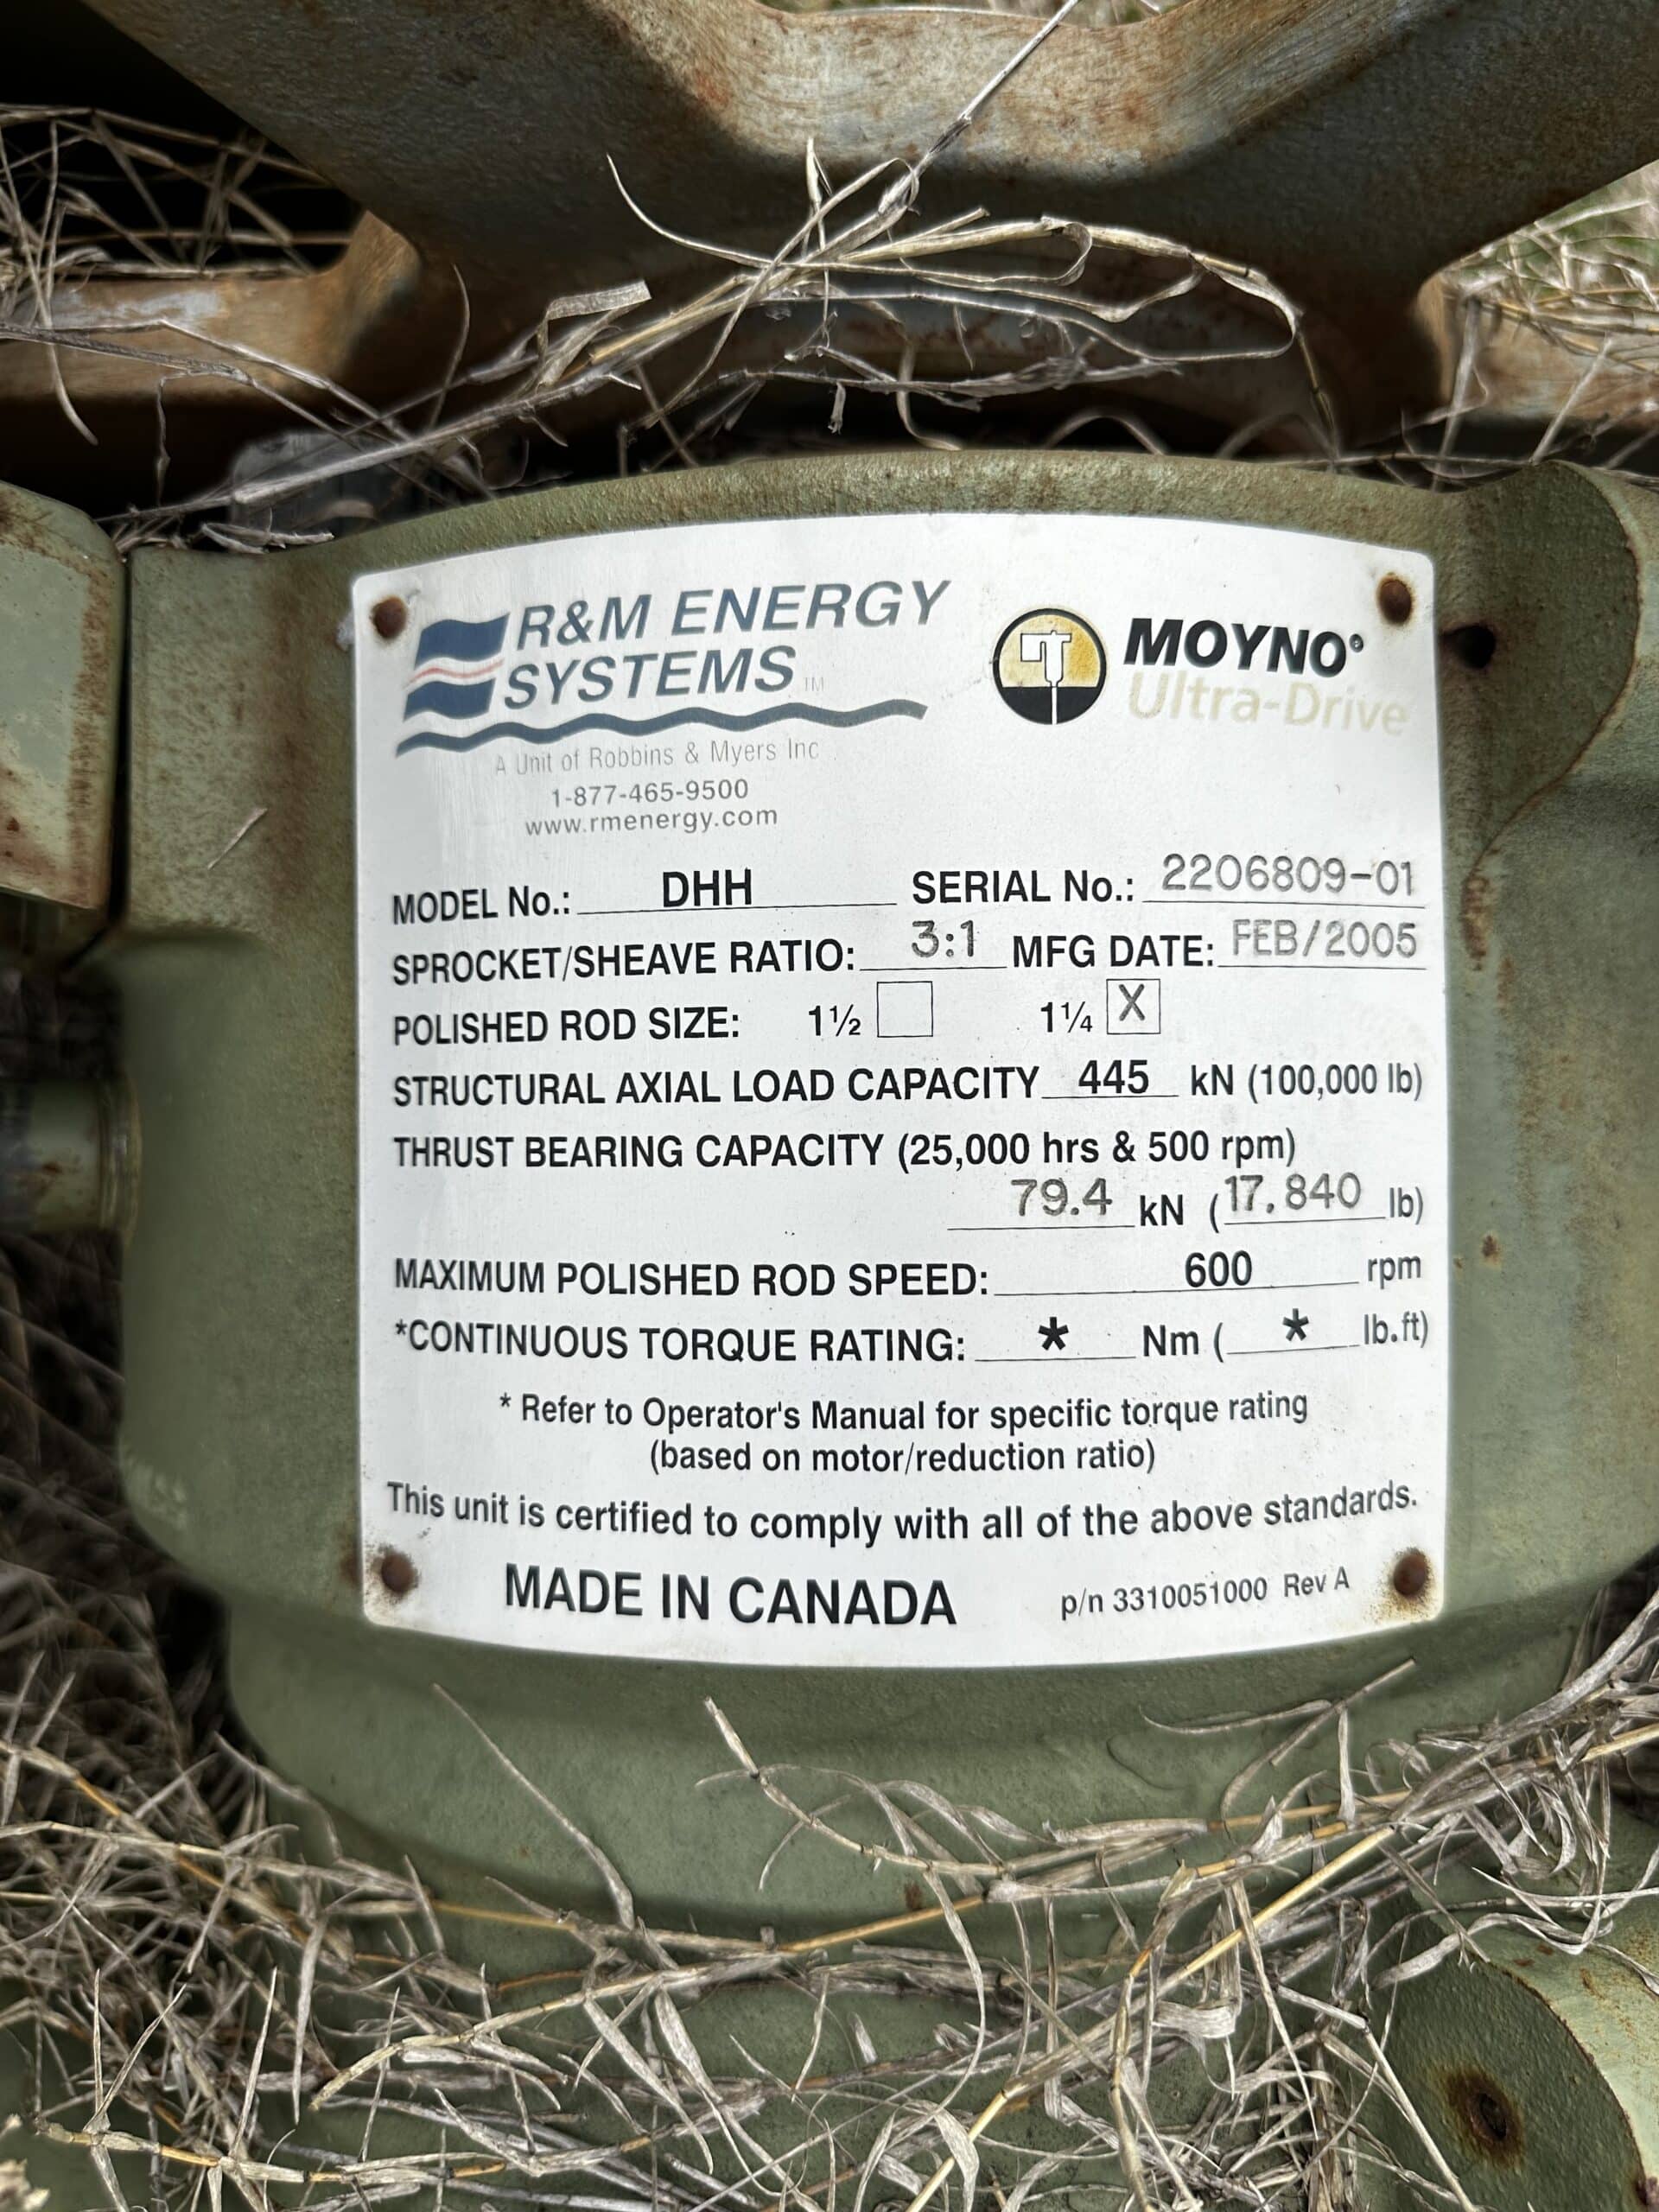 R&M ENERGY
SYSTEMS TM
A Unit of Robbins & Myers Inc
1-877-465-9500
www.rmenergy.com
MOYNO®
Ultra-Drive
MODEL No.: DHH SERIAL No.: 2206809-01
SPROCKET/SHEAVE RATIO: 3:1 MFG DATE: FEB/2005
POLISHED ROD SIZE: 1½ 1¼ X
STRUCTURAL AXIAL LOAD CAPACITY 445 kN (100,000 lb)
THRUST BEARING CAPACITY (25,000 hrs & 500 rpm)
79.4 kN (17,840 lb)
MAXIMUM POLISHED ROD SPEED: 600 rpm
*CONTINUOUS TORQUE RATING: * Nm ( * lb.ft)
* Refer to Operator's Manual for specific torque rating
(based on motor/reduction ratio)
This unit is certified to comply with all of the above standards.
MADE IN CANADA p/n 3310051000 Rev A